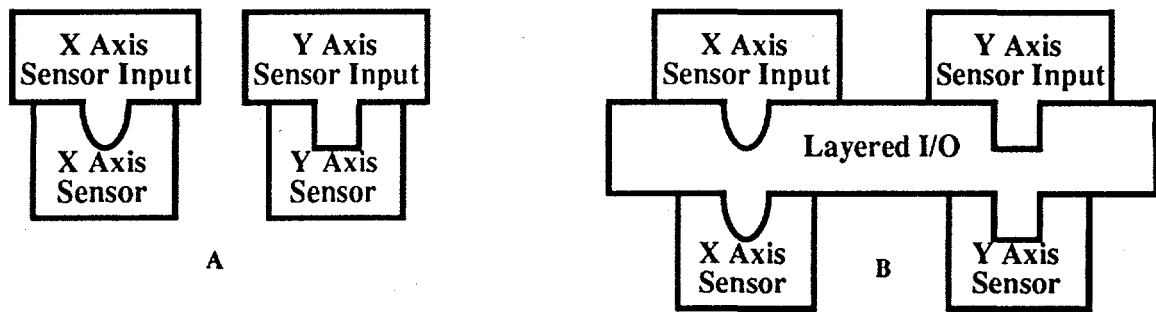 X Axis
Sensor Input
Y Axis
Sensor Input
X Axis
Sensor
Y Axis
Sensor
A
X Axis
Sensor Input
Y Axis
Sensor Input
Layered I/O
X Axis
Sensor
Y Axis
Sensor
B